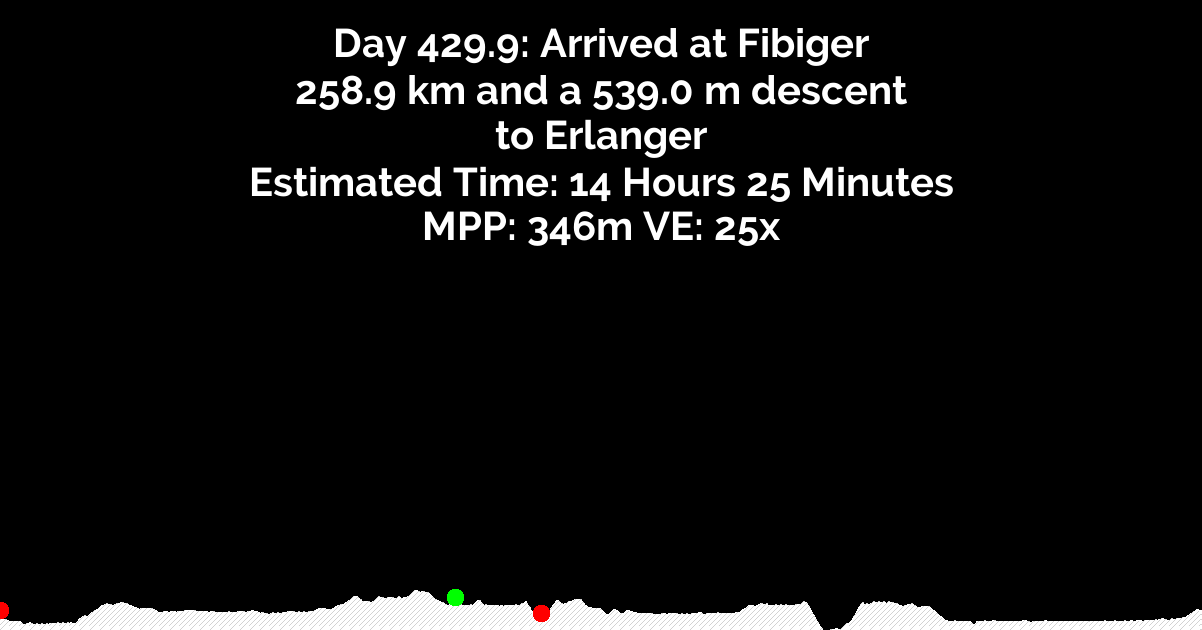 Day 429.9: Arrived at Fibiger
258.9 km and a 539.0 m descent
to Erlanger
Estimated Time: 14 Hours 25 Minutes
MPP: 346m VE: 25x